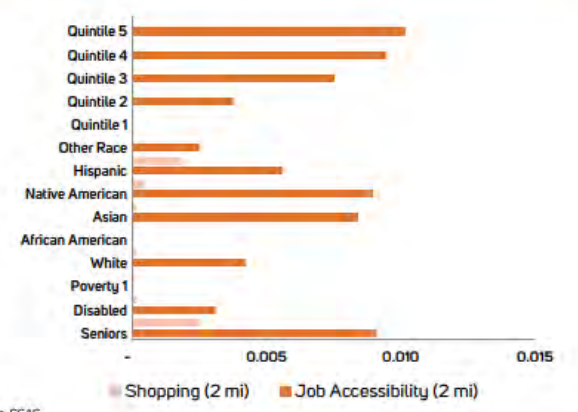 Quintile 5
Quintile 4
Quintile 3
Quintile 2
Quintile 1
Other Race
Hispanic
Native American
Asian
African American
White
Poverty 1
Disabled
Seniors
- 0.005 0.010 0.015
Shopping (2 mi) Job Accessibility (2 mi)